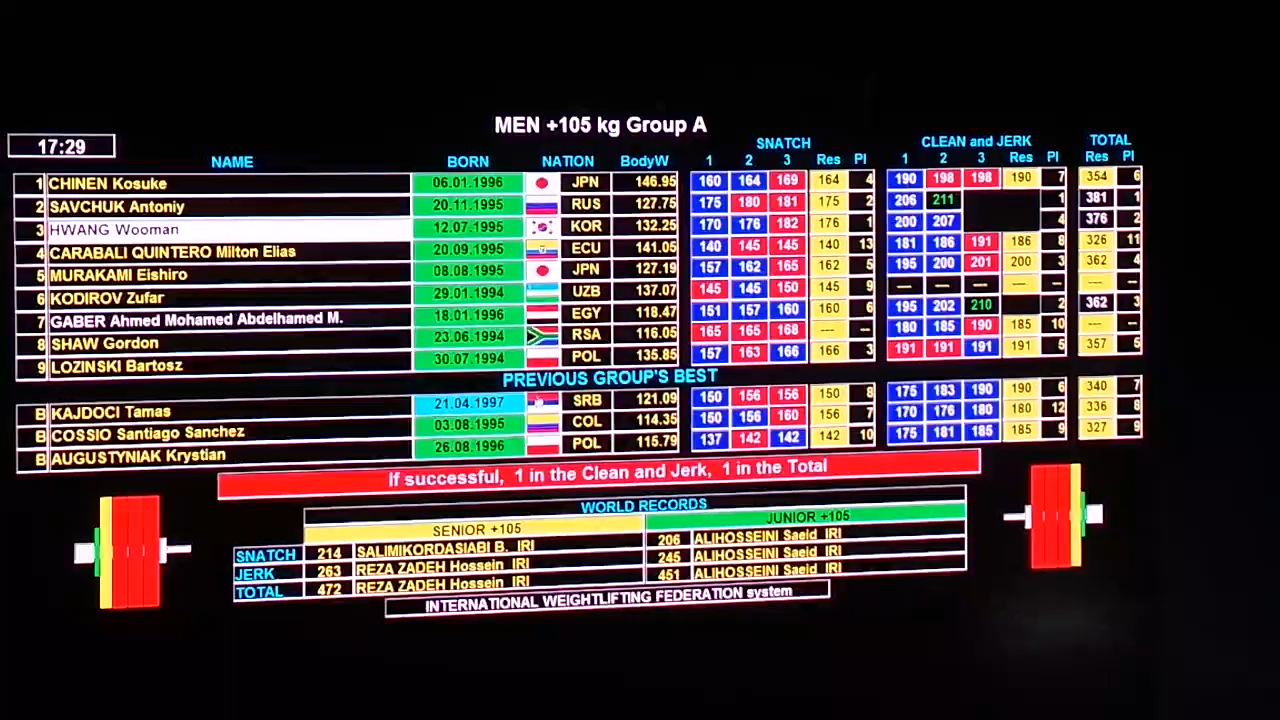 MEN +105 kg Group A
17:29
SNATCH CLEAN and JERK TOTAL
NAME BORN NATION BodyW 1 2 3 Res Pl 1 2 3 Res Pl Res Pl
1 CHINEN Kosuke 06.01.1996 JPN 146.95 160 164 169 164 4 190 198 198 190 7 354 6
2 SAVCHUK Antoniy 20.11.1995 RUS 127.75 175 180 181 175 2 206 211 1 381 1
3 HWANG Wooman 12.07.1995 KOR 132.25 170 176 182 176 1 200 207 4 376 2
4 CARABALI QUINTERO Milton Elias 20.09.1995 ECU 141.05 140 145 145 140 13 181 186 191 186 8 326 11
5 MURAKAMI Eishiro 08.08.1995 JPN 127.19 157 162 165 162 5 195 200 201 200 3 362 4
6 KODIROV Zufar 29.01.1994 UZB 137.07 145 145 150 145 9 --- --- --- --- -- --- --
7 GABER Ahmed Mohamed Abdelhamed M. 18.01.1996 EGY 118.47 151 157 160 160 6 195 202 210 2 362 3
8 SHAW Gordon 23.06.1994 RSA 116.05 165 165 168 --- -- 180 185 190 185 10 --- --
9 LOZINSKI Bartosz 30.07.1994 POL 135.85 157 163 166 166 3 191 191 191 191 5 357 5
PREVIOUS GROUP'S BEST
B KAJDOCI Tamas 21.04.1997 SRB 121.09 150 156 156 150 8 175 183 190 190 6 340 7
B COSSIO Santiago Sanchez 03.08.1995 COL 114.35 150 156 160 156 7 170 176 180 180 12 336 8
B AUGUSTYNIAK Krystian 26.08.1996 POL 115.79 137 142 142 142 10 175 181 185 185 9 327 9
If successful, 1 in the Clean and Jerk, 1 in the Total
WORLD RECORDS
SENIOR +105 JUNIOR +105
SNATCH 214 SALIMIKORDASIABI B. IRI 206 ALIHOSSEINI Saeid IRI
JERK 263 REZA ZADEH Hossein IRI 245 ALIHOSSEINI Saeid IRI
TOTAL 472 REZA ZADEH Hossein IRI 451 ALIHOSSEINI Saeid IRI
INTERNATIONAL WEIGHTLIFTING FEDERATION system